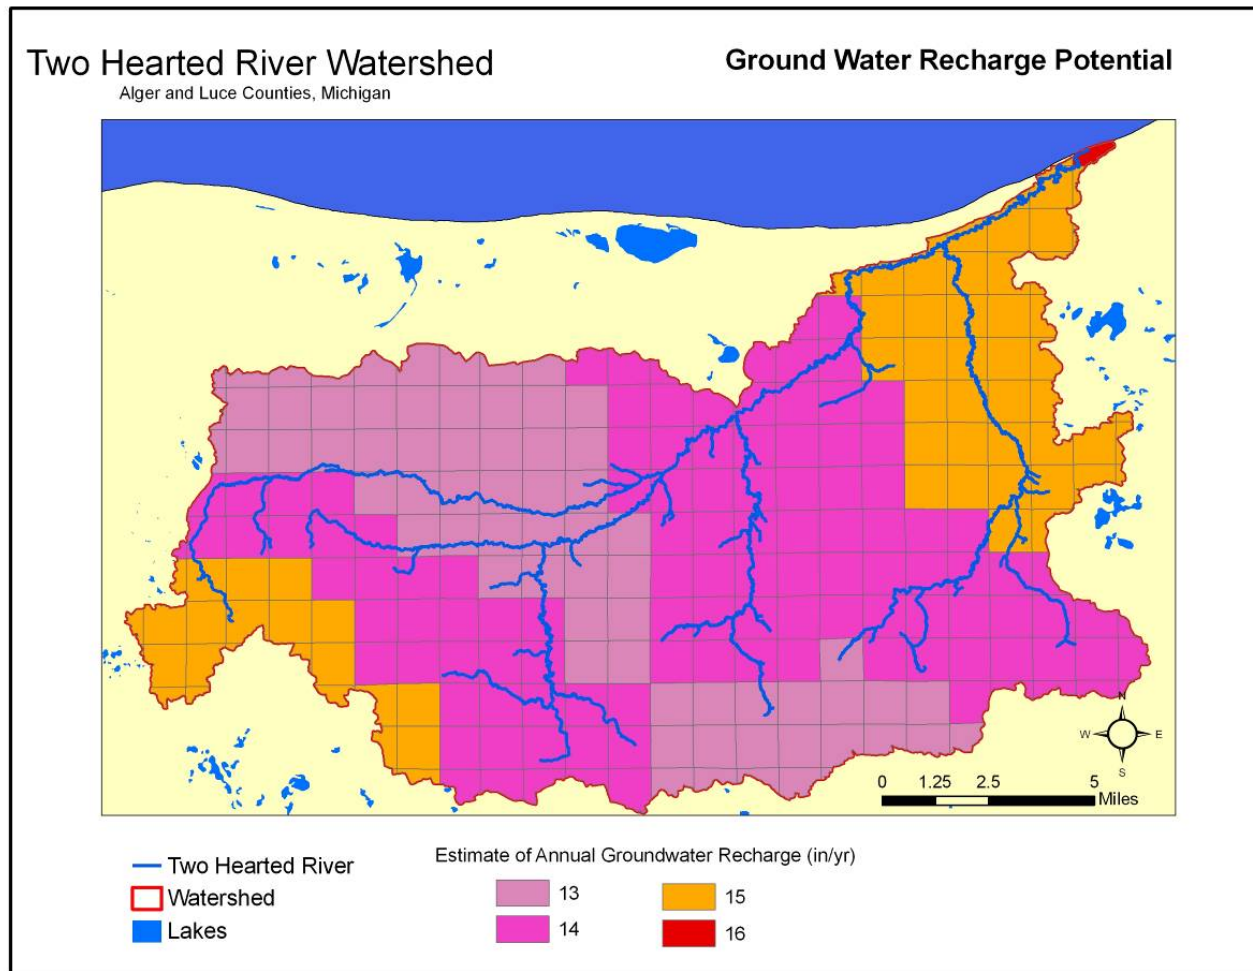 Two Hearted River Watershed
Alger and Luce Counties, Michigan
Ground Water Recharge Potential
N
W E
S
0 1.25 2.5 5
Miles
Two Hearted River
Watershed
Lakes
Estimate of Annual Groundwater Recharge (in/yr)
13
14
15
16